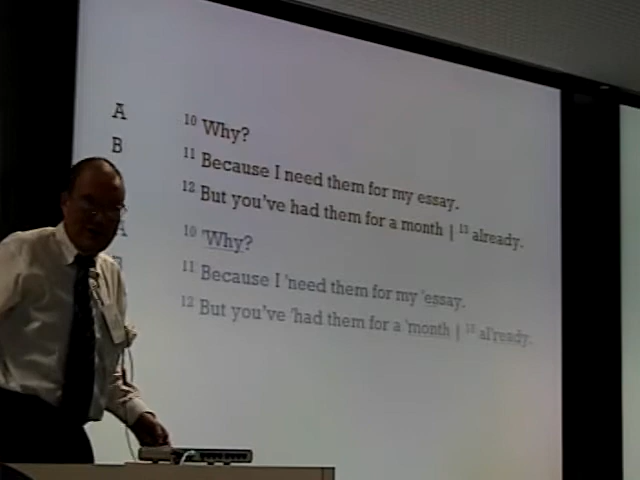 A 10 Why?
B 11 Because I need them for my essay.
12 But you've had them for a month | 13 already.
A 10 'Why?
11 Because I 'need them for my 'essay.
12 But you've 'had them for a 'month | 13 al'ready.